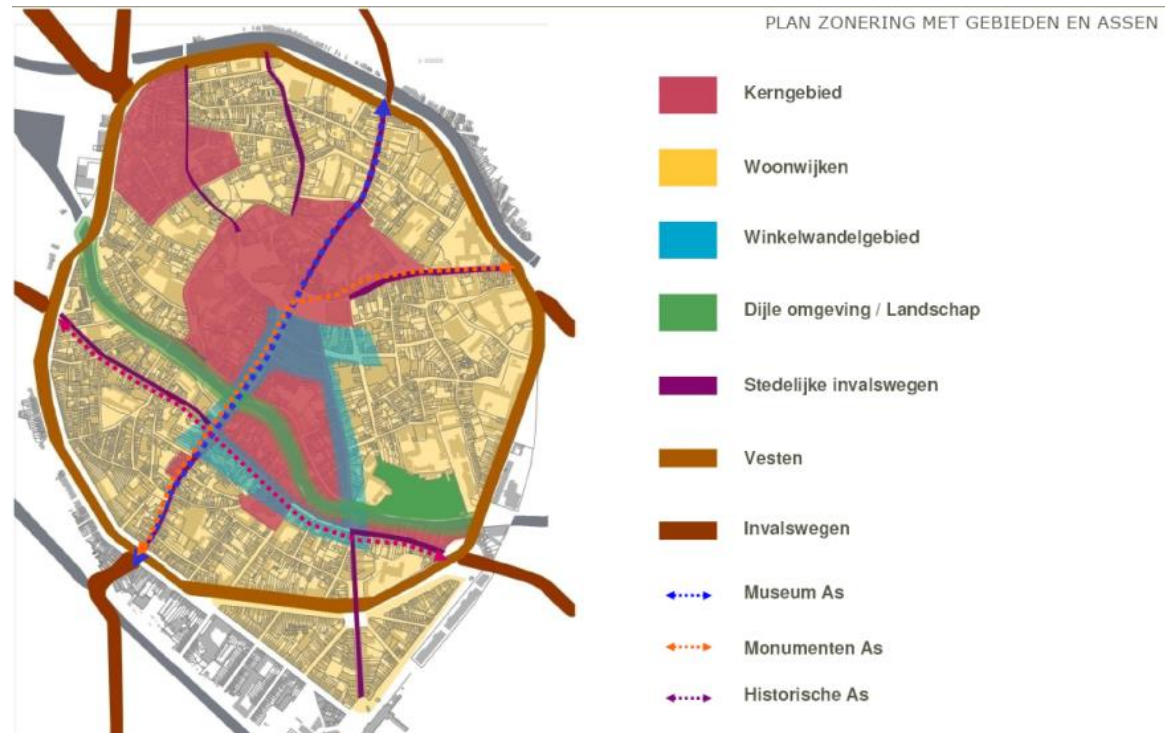 PLAN ZONERING MET GEBIEDEN EN ASSEN
Kerngebied
Woonwijken
Winkelwandelgebied
Dijle omgeving / Landschap
Stedelijke invalswegen
Vesten
Invalswegen
Museum As
Monumenten As
Historische As